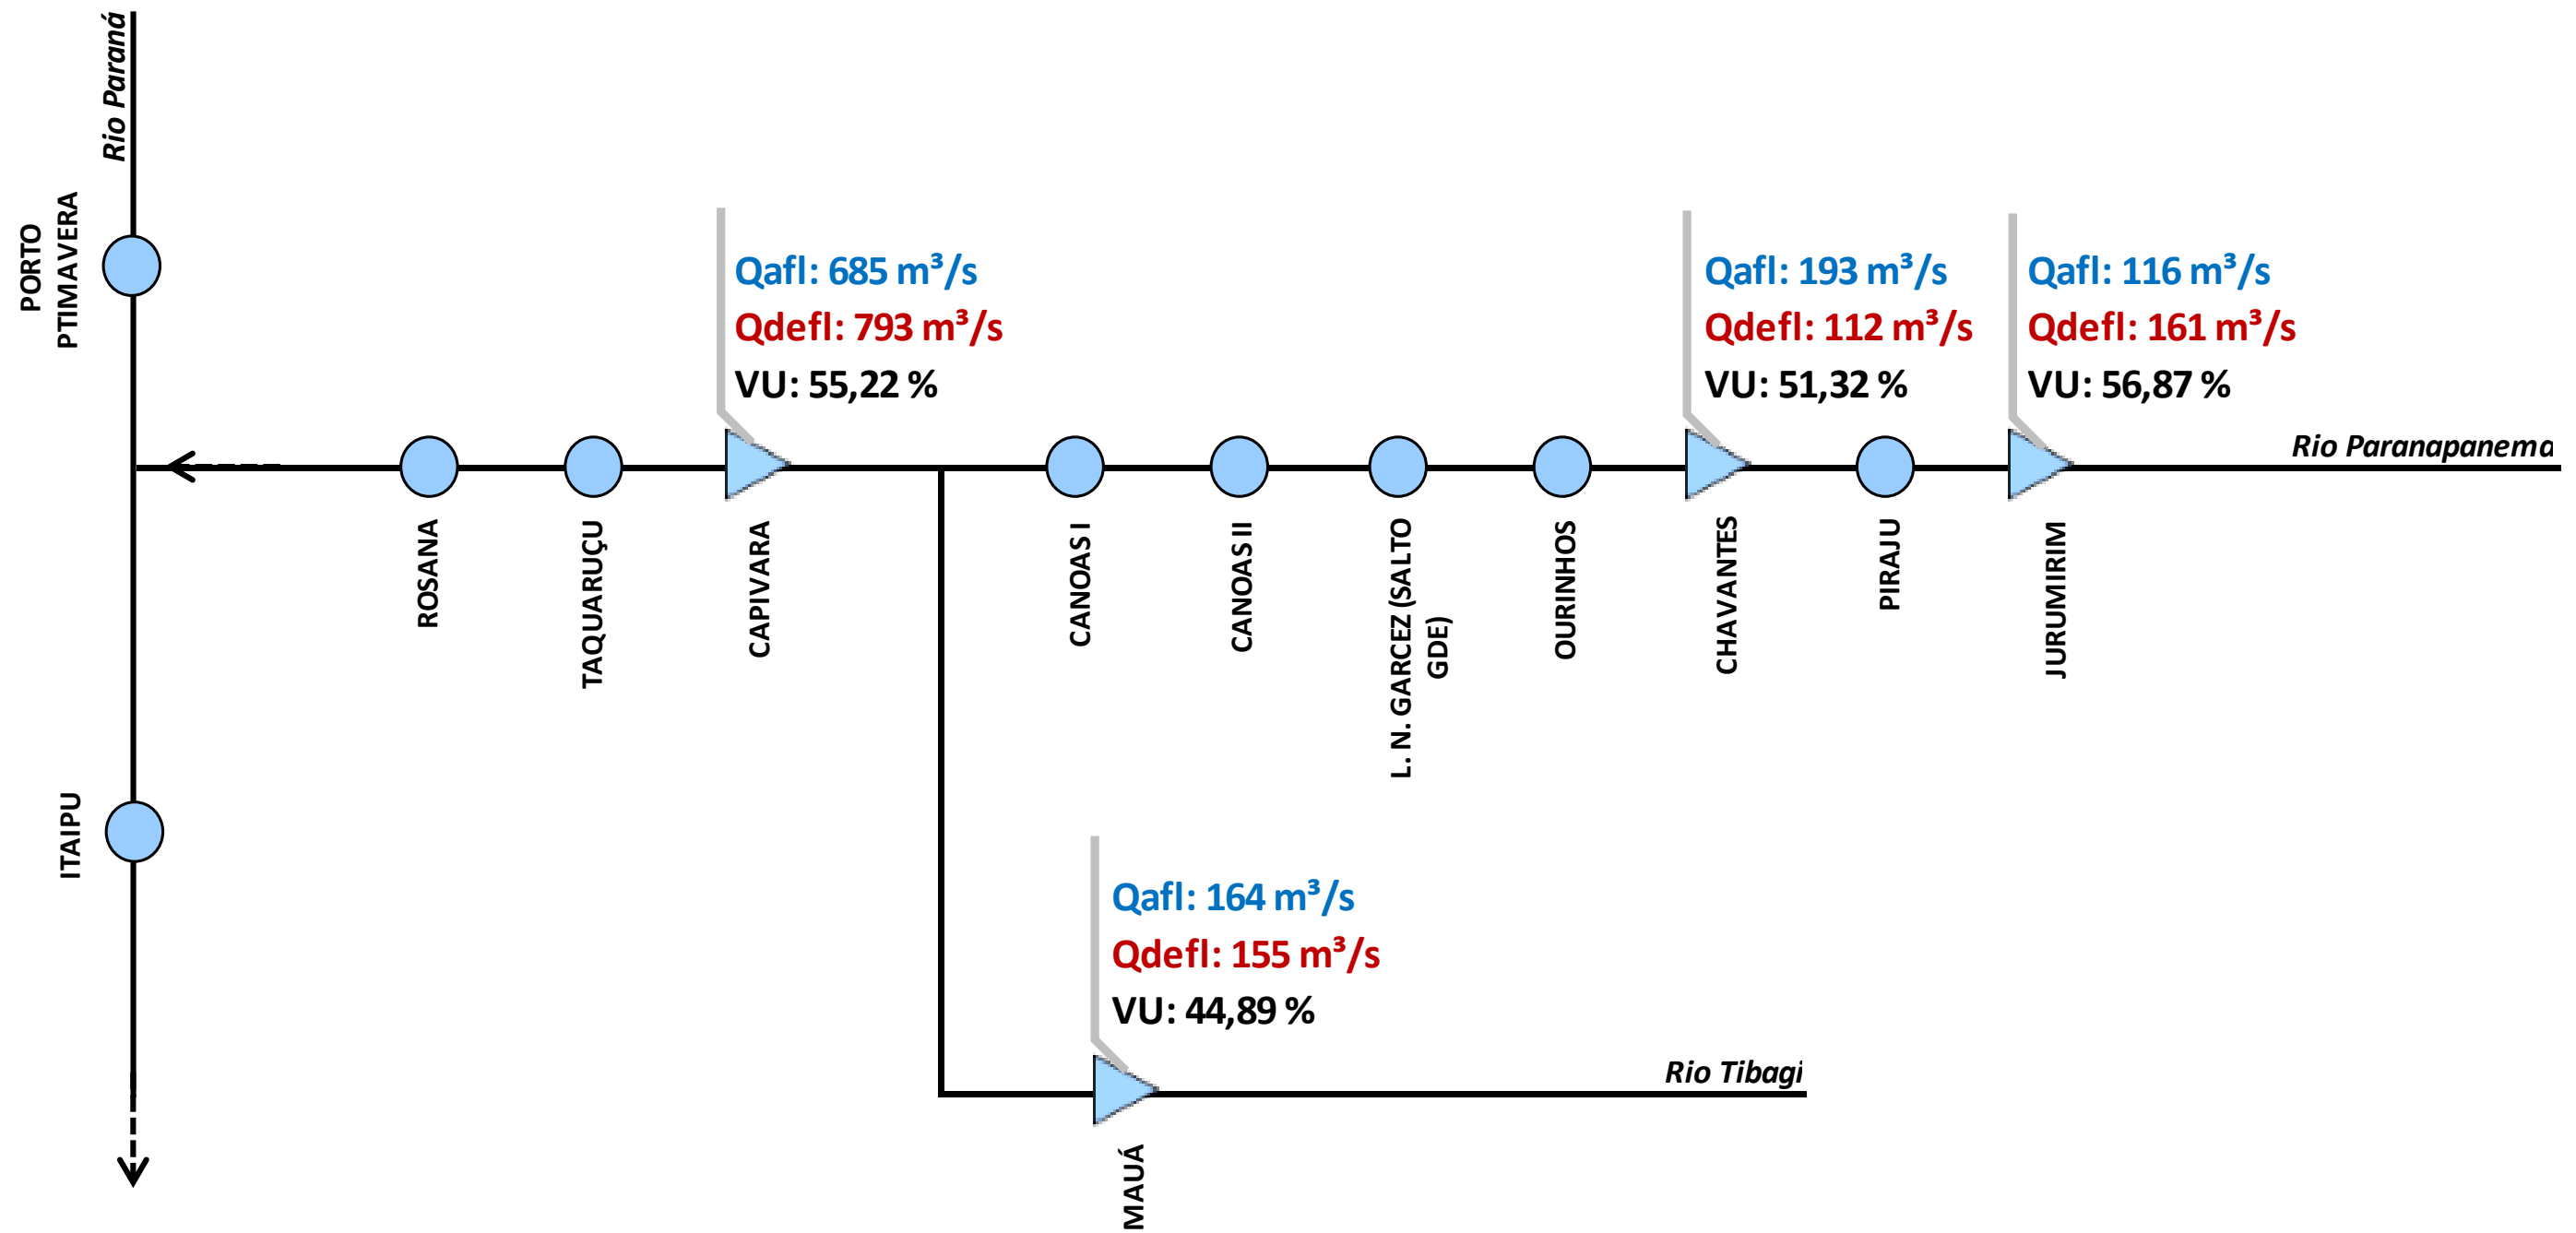 Rio Paraná
PORTO
PTIMAVERA
Qafl: 685 m³/s
Qdefl: 793 m³/s
VU: 55,22 %
Qafl: 193 m³/s
Qdefl: 112 m³/s
VU: 51,32 %
Qafl: 116 m³/s
Qdefl: 161 m³/s
VU: 56,87 %
Rio Paranapanema
ROSANA
TAQUARUÇU
CAPIVARA
CANOAS I
CANOAS II
L. N. GARCEZ (SALTO
GDE)
OURINHOS
CHAVANTES
PIRAJU
JURUMIRIM
ITAIPU
Qafl: 164 m³/s
Qdefl: 155 m³/s
VU: 44,89 %
Rio Tibagi
MAUÁ